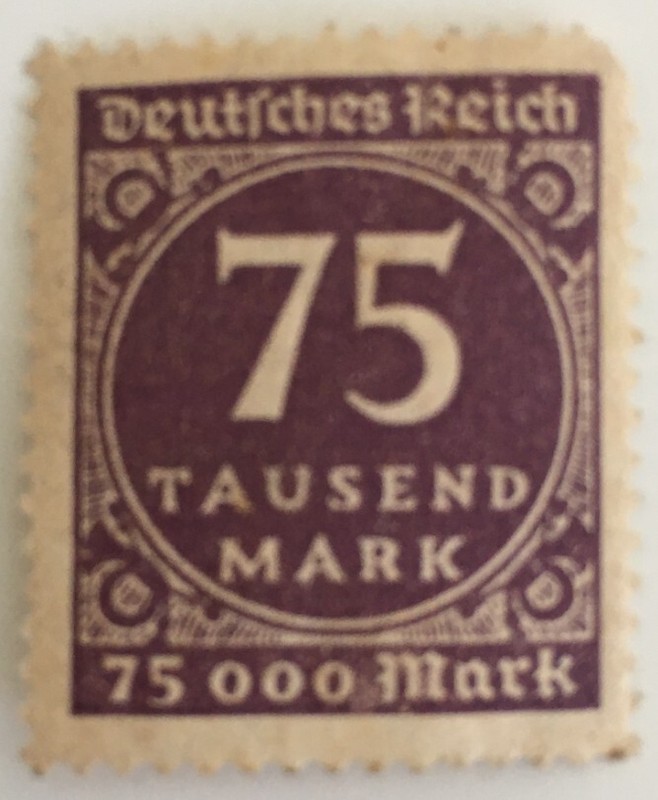 Deutſches Reich
75
TAUSEND
MARK
75 000 Mark